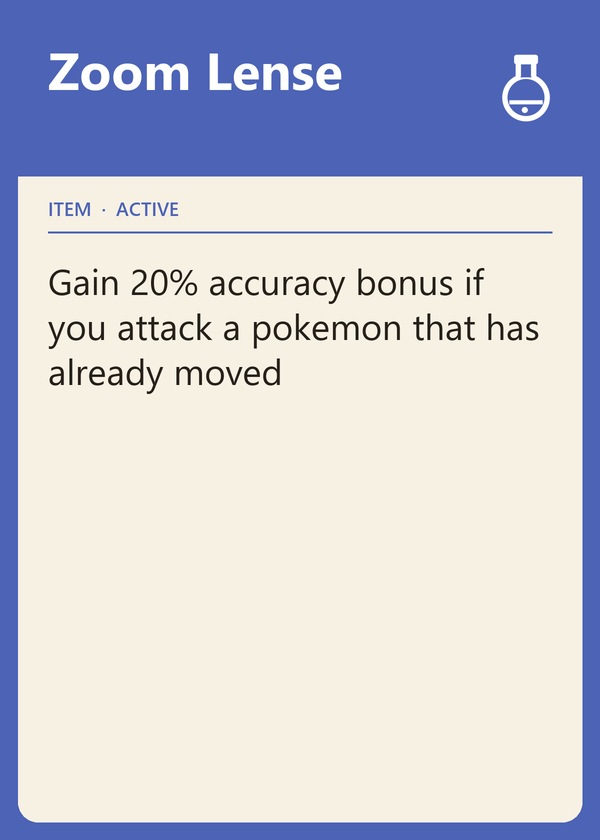 Zoom Lense
ITEM · ACTIVE
Gain 20% accuracy bonus if
you attack a pokemon that has
already moved